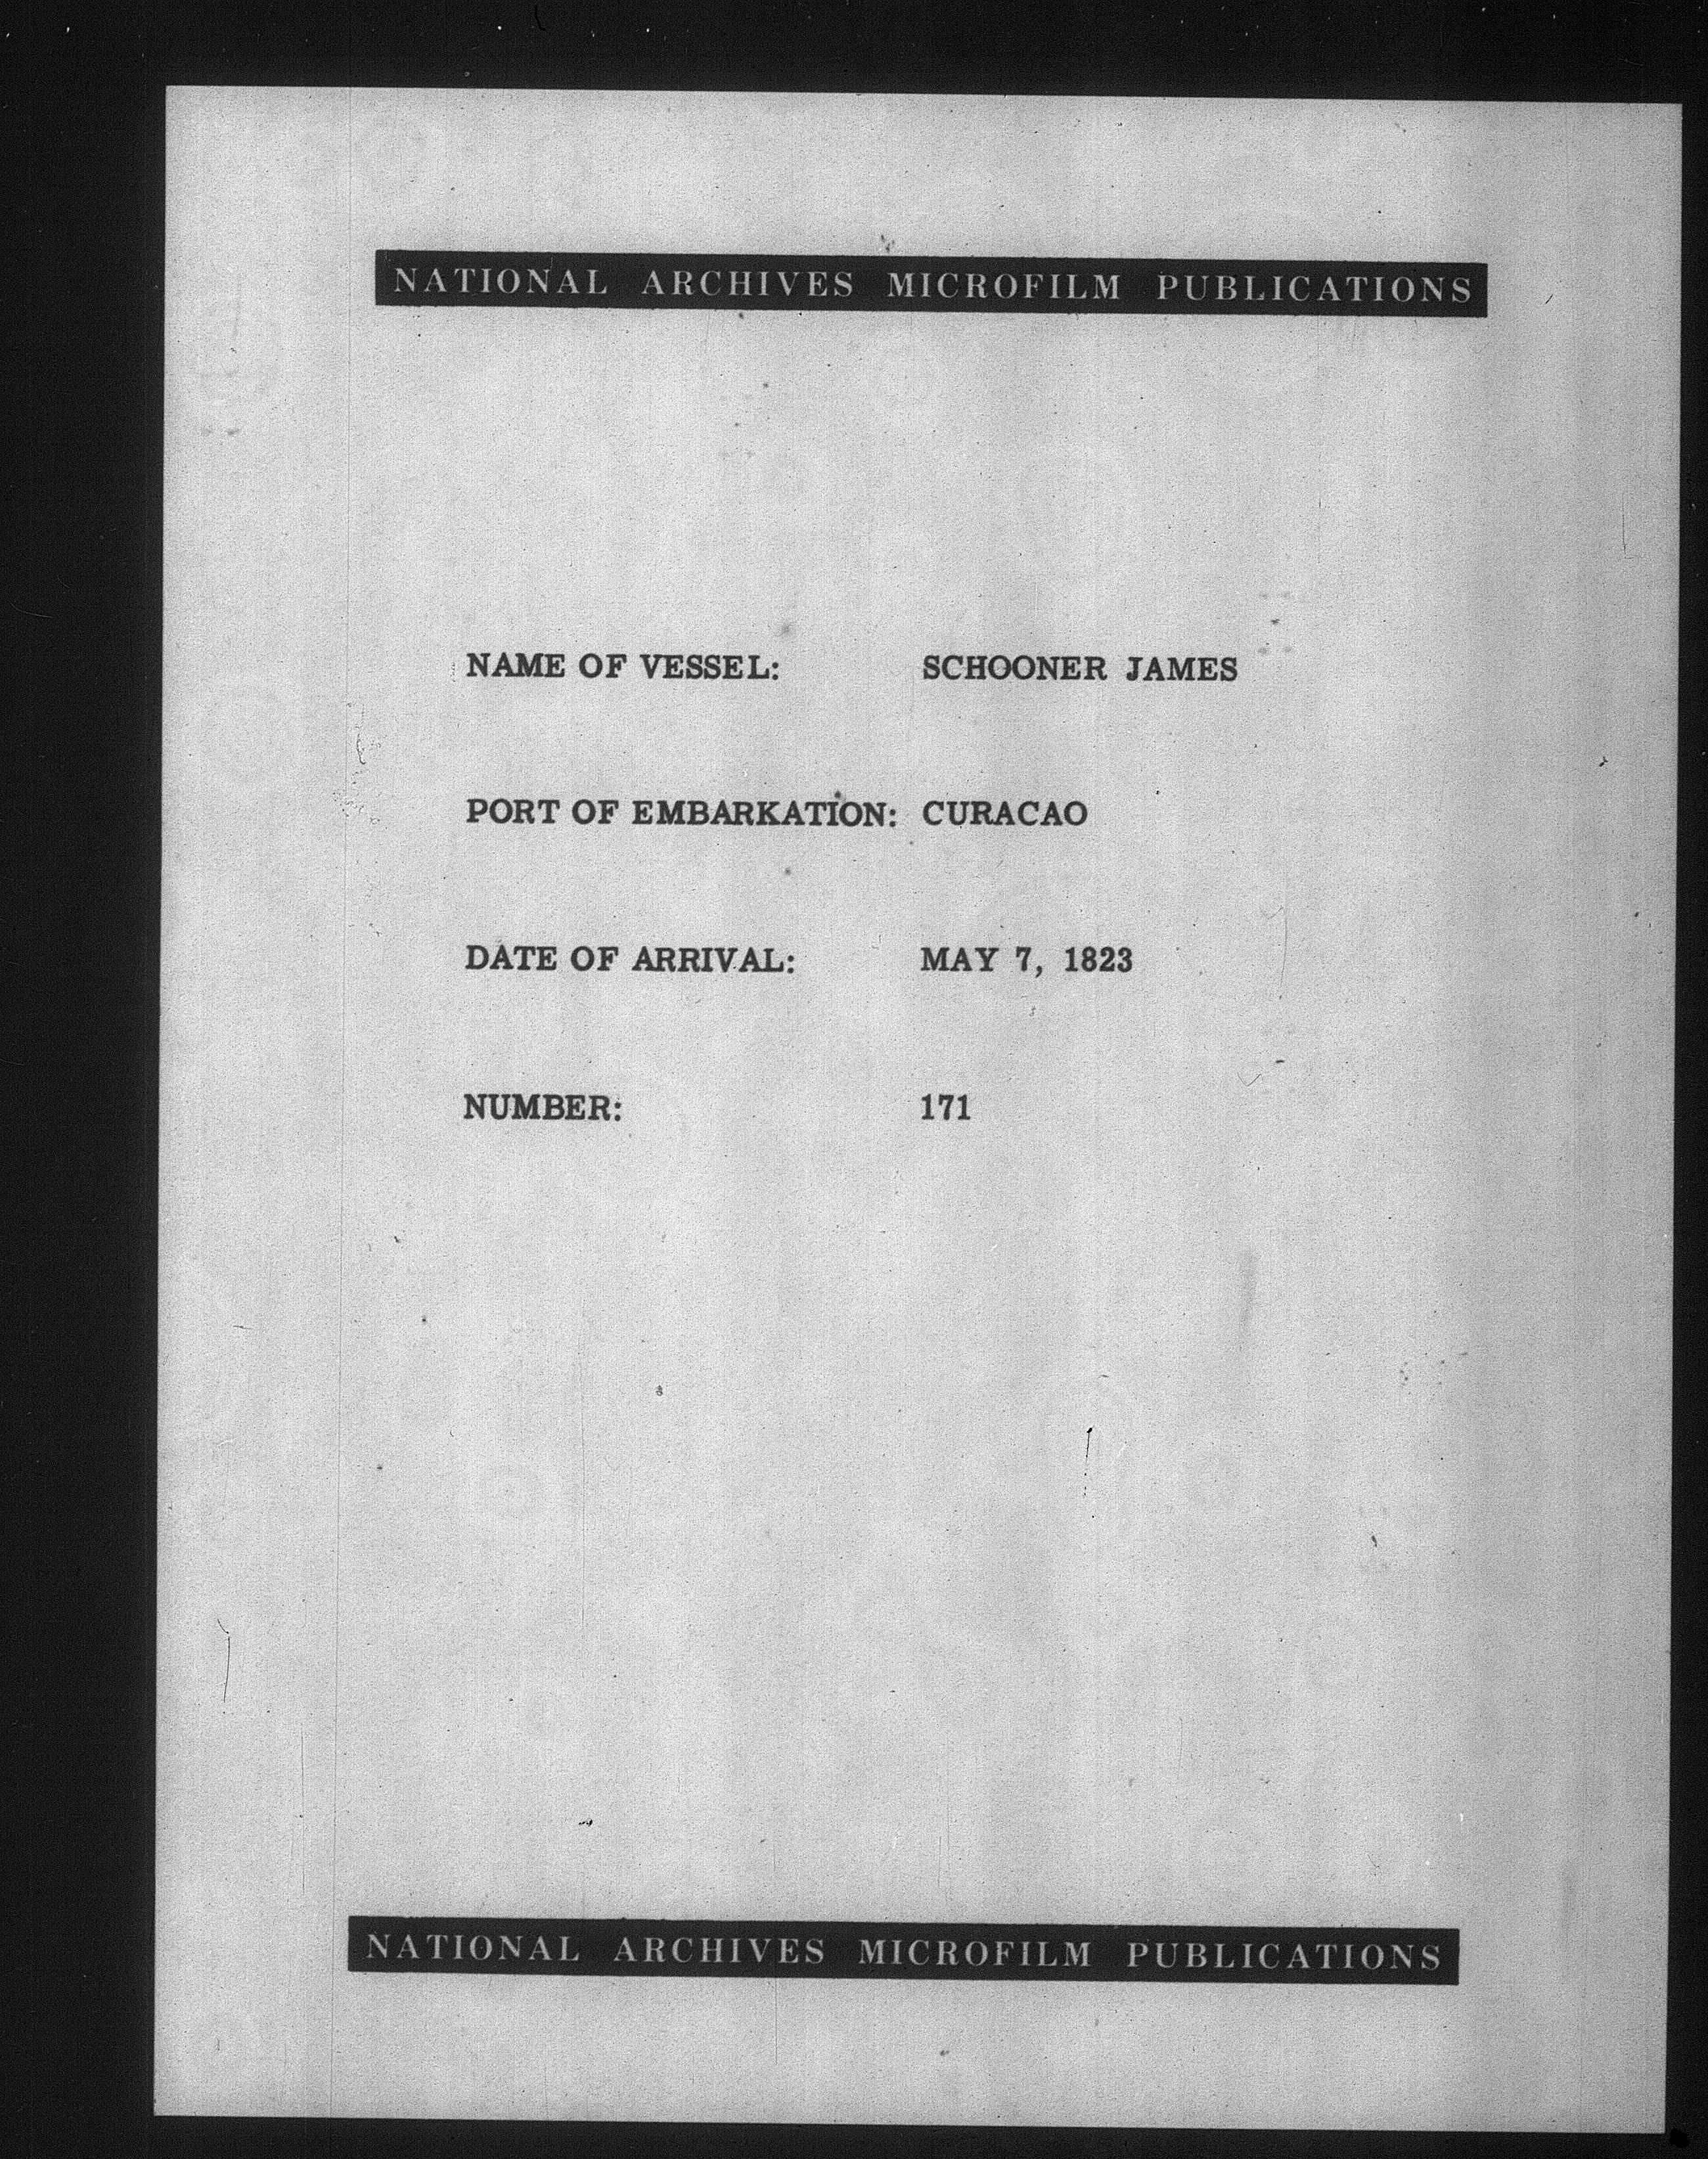 NATIONAL ARCHIVES MICROFILM PUBLICATIONS
NAME OF VESSEL: SCHOONER JAMES
PORT OF EMBARKATION: CURACAO
DATE OF ARRIVAL: MAY 7, 1823
NUMBER: 171
NATIONAL ARCHIVES MICROFILM PUBLICATIONS